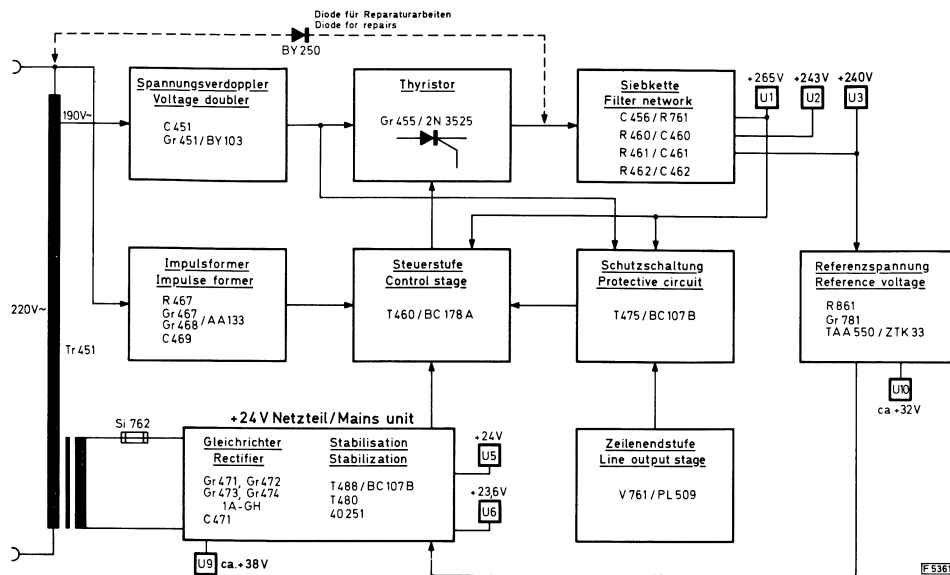 Diode für Reparaturarbeiten
Diode for repairs
BY 250
Spannungsverdoppler
Voltage doubler
C 451
Gr 451 / BY 103
Thyristor
Gr 455 / 2N 3525
Siebkette
Filter network
C 456 / R 761
R 460 / C 460
R 461 / C 461
R 462 / C 462
+265V
U1
+243V
U2
+240V
U3
190V~
220V~
Tr 451
Impulsformer
Impulse former
R 467
Gr 467
Gr 468 / AA 133
C 469
Steuerstufe
Control stage
T 460 / BC 178 A
Schutzschaltung
Protective circuit
T 475 / BC 107 B
Referenzspannung
Reference voltage
R 861
Gr 781
TAA 550 / ZTK 33
U10
ca.+32V
Si 762
+24V Netzteil / Mains unit
Gleichrichter
Rectifier
Gr 471, Gr 472
Gr 473, Gr 474
1A-GH
C 471
Stabilisation
Stabilization
T 488 / BC 107 B
T 480
40251
+24V
U5
+23,6V
U6
U9
ca.+38V
Zeilenendstufe
Line output stage
V 761 / PL 509
F 5361